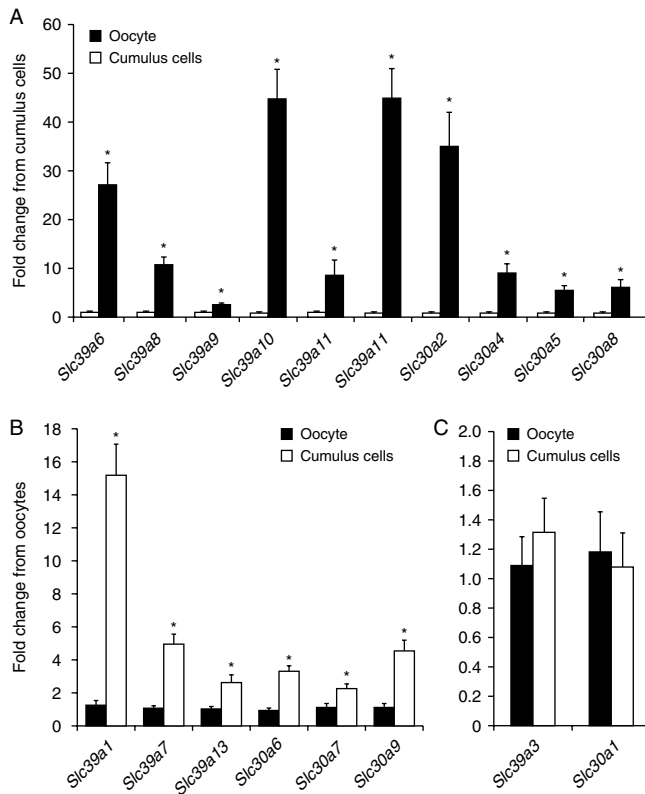 A
60
50
40
30
20
10
0
Fold change from cumulus cells
Oocyte
Cumulus cells
* * * * * * * * * *
Slc39a6 Slc39a8 Slc39a9 Slc39a10 Slc39a11 Slc39a11 Slc30a2 Slc30a4 Slc30a5 Slc30a8
B
18
16
14
12
10
8
6
4
2
0
Fold change from oocytes
Oocyte
Cumulus cells
* * * * * *
Slc39a1 Slc39a7 Slc39a13 Slc30a6 Slc30a7 Slc30a9
C
2.0
1.8
1.6
1.4
1.2
1.0
0.8
0.6
0.4
0.2
0
Oocyte
Cumulus cells
Slc39a3 Slc30a1